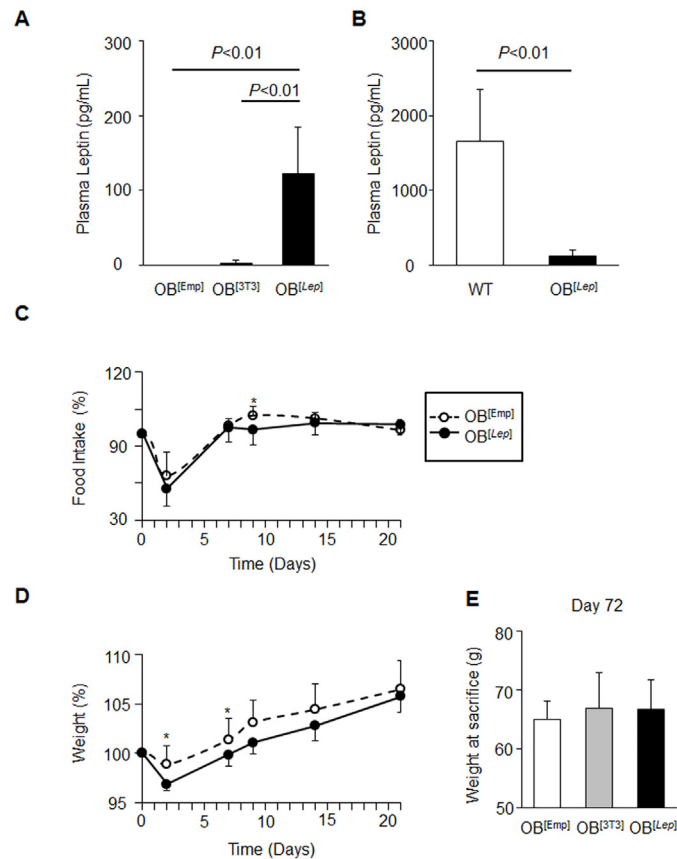 A
B
300
200
100
0
Plasma Leptin (pg/mL)
P<0.01
P<0.01
OB[Emp] OB[3T3] OB[Lep]
3000
2000
1000
0
Plasma Leptin (pg/mL)
P<0.01
WT OB[Lep]
C
120
90
30
Food Intake (%)
*
0 5 10 15 20
Time (Days)
OB[Emp]
OB[Lep]
D
110
105
100
95
Weight (%)
* *
0 5 10 15 20
Time (Days)
E
Day 72
80
70
60
50
Weight at sacrifice (g)
OB[Emp] OB[3T3] OB[Lep]